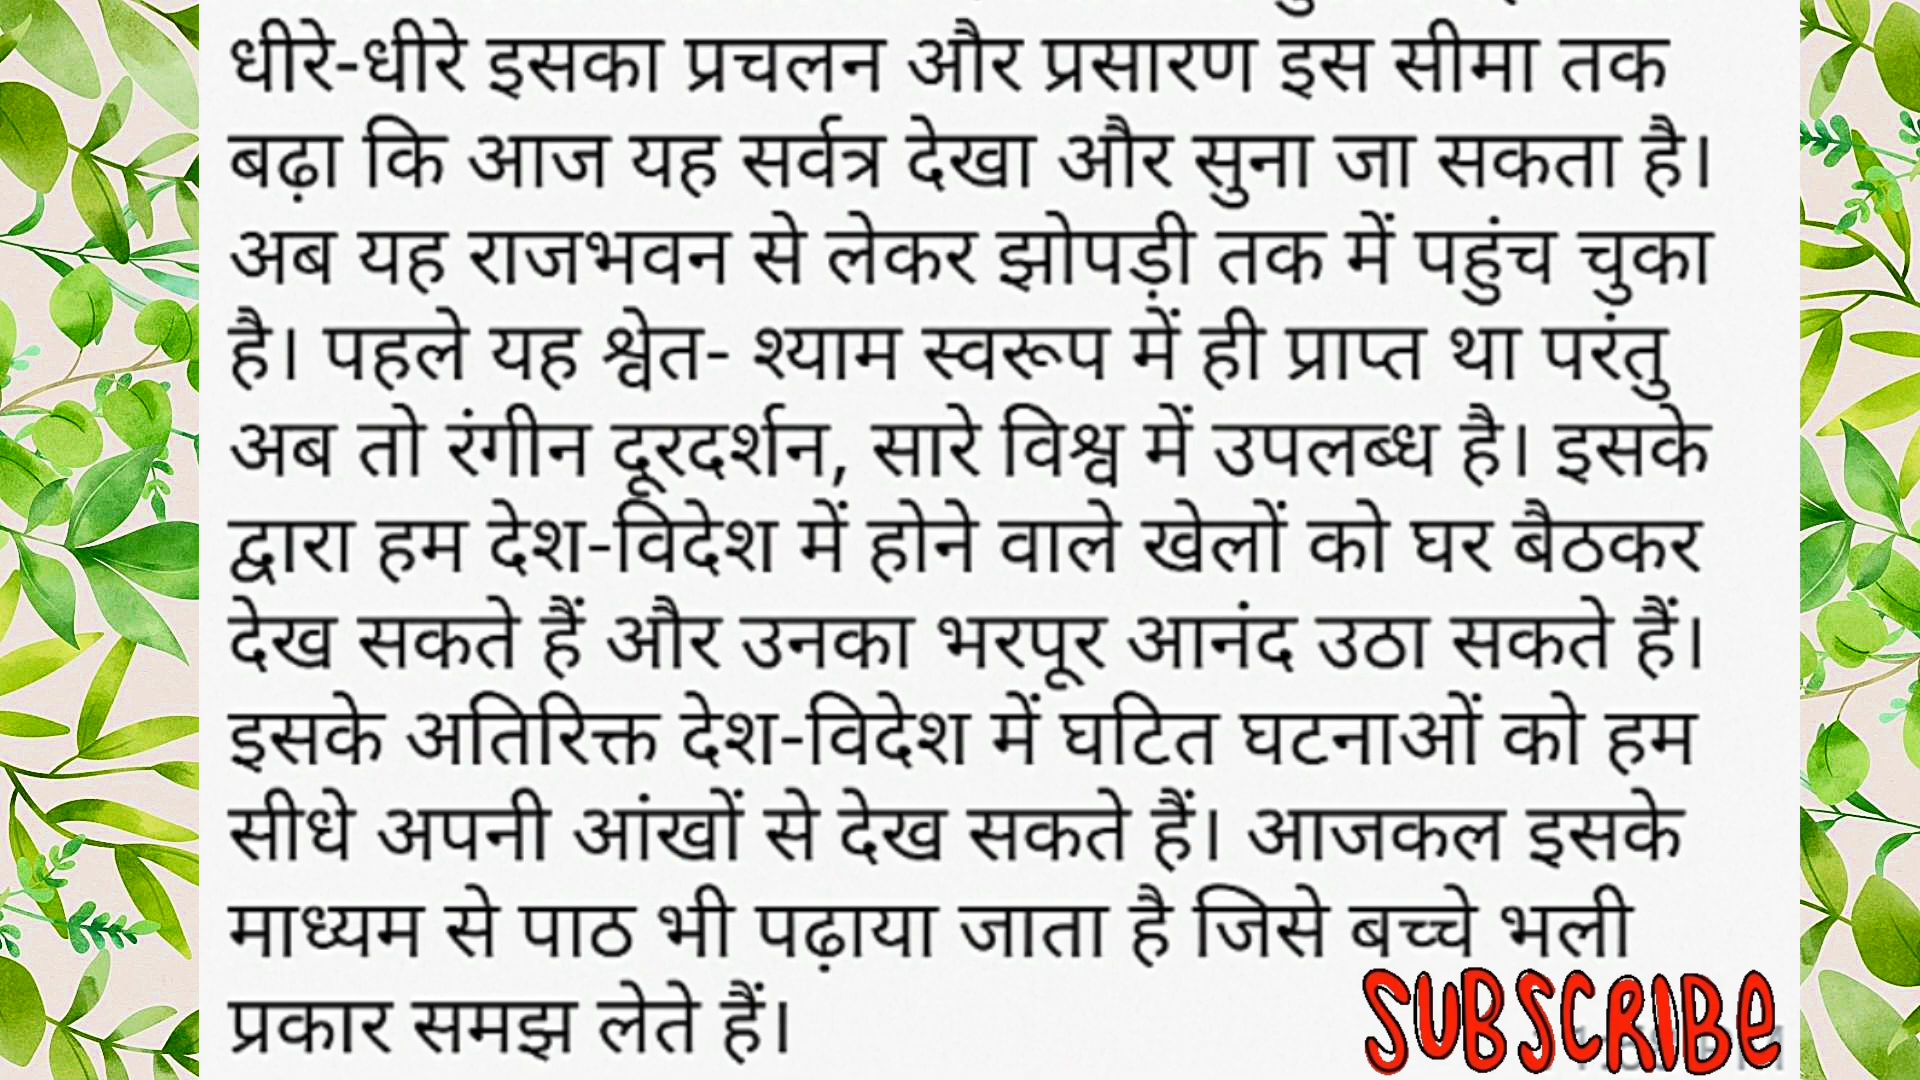 धीरे-धीरे इसका प्रचलन और प्रसारण इस सीमा तक
बढ़ा कि आज यह सर्वत्र देखा और सुना जा सकता है।
अब यह राजभवन से लेकर झोपड़ी तक में पहुंच चुका
है। पहले यह श्वेत- श्याम स्वरूप में ही प्राप्त था परंतु
अब तो रंगीन दूरदर्शन, सारे विश्व में उपलब्ध है। इसके
द्वारा हम देश-विदेश में होने वाले खेलों को घर बैठकर
देख सकते हैं और उनका भरपूर आनंद उठा सकते हैं।
इसके अतिरिक्त देश-विदेश में घटित घटनाओं को हम
सीधे अपनी आंखों से देख सकते हैं। आजकल इसके
माध्यम से पाठ भी पढ़ाया जाता है जिसे बच्चे भली
प्रकार समझ लेते हैं।
SUBSCRIBE